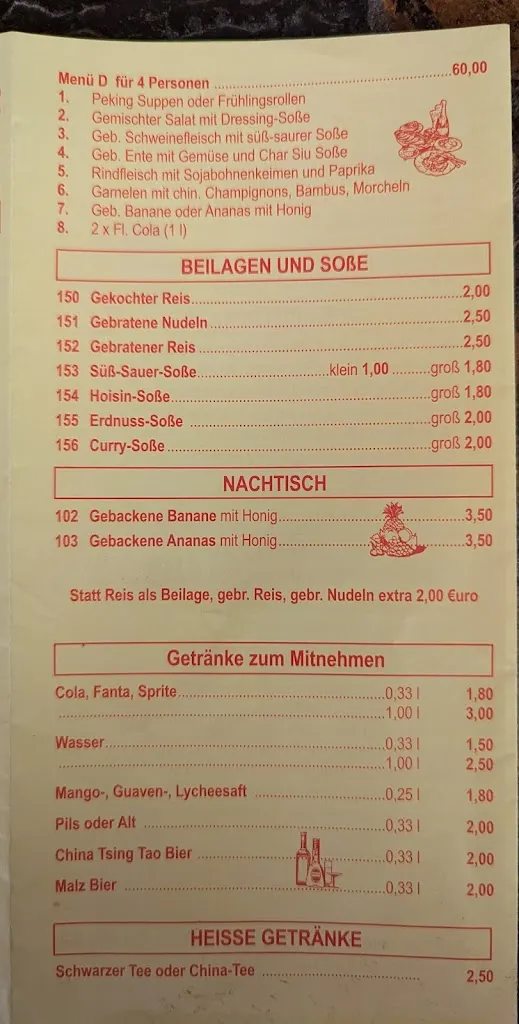 Menü D für 4 Personen ........ 60,00
1. Peking Suppen oder Frühlingsrollen
2. Gemischter Salat mit Dressing-Soße
3. Geb. Schweinefleisch mit süß-saurer Soße
4. Geb. Ente mit Gemüse und Char Siu Soße
5. Rindfleisch mit Sojabohnenkeimen und Paprika
6. Garnelen mit chin. Champignons, Bambus, Morcheln
7. Geb. Banane oder Ananas mit Honig
8. 2 x Fl. Cola (1 l)
BEILAGEN UND SOßE
150 Gekochter Reis ........ 2,00
151 Gebratene Nudeln ........ 2,50
152 Gebratener Reis ........ 2,50
153 Süß-Sauer-Soße ........ klein 1,00 ........ groß 1,80
154 Hoisin-Soße ........ groß 1,80
155 Erdnuss-Soße ........ groß 2,00
156 Curry-Soße ........ groß 2,00
NACHTISCH
102 Gebackene Banane mit Honig ........ 3,50
103 Gebackene Ananas mit Honig ........ 3,50
Statt Reis als Beilage, gebr. Reis, gebr. Nudeln extra 2,00 €uro
Getränke zum Mitnehmen
Cola, Fanta, Sprite ........ 0,33 l 1,80
........ 1,00 l 3,00
Wasser ........ 0,33 l 1,50
........ 1,00 l 2,50
Mango-, Guaven-, Lycheesaft ........ 0,25 l 1,80
Pils oder Alt ........ 0,33 l 2,00
China Tsing Tao Bier ........ 0,33 l 2,00
Malz Bier ........ 0,33 l 2,00
HEISSE GETRÄNKE
Schwarzer Tee oder China-Tee ........ 2,50